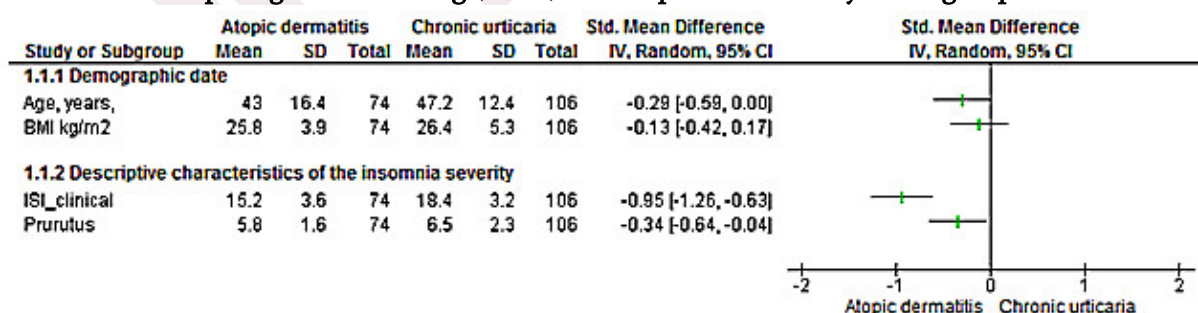 Atopic dermatitis Chronic urticaria Std. Mean Difference Std. Mean Difference
Study or Subgroup Mean SD Total Mean SD Total IV, Random, 95% CI IV, Random, 95% CI
1.1.1 Demographic date
Age, years, 43 16.4 74 47.2 12.4 106 -0.29 [-0.59, 0.00]
BMI kg/m2 25.8 3.9 74 26.4 5.3 106 -0.13 [-0.42, 0.17]
1.1.2 Descriptive characteristics of the insomnia severity
ISI_clinical 15.2 3.6 74 18.4 3.2 106 -0.95 [-1.26, -0.63]
Prurutus 5.8 1.6 74 6.5 2.3 106 -0.34 [-0.64, -0.04]
-2 -1 0 1 2
Atopic dermatitis Chronic urticaria